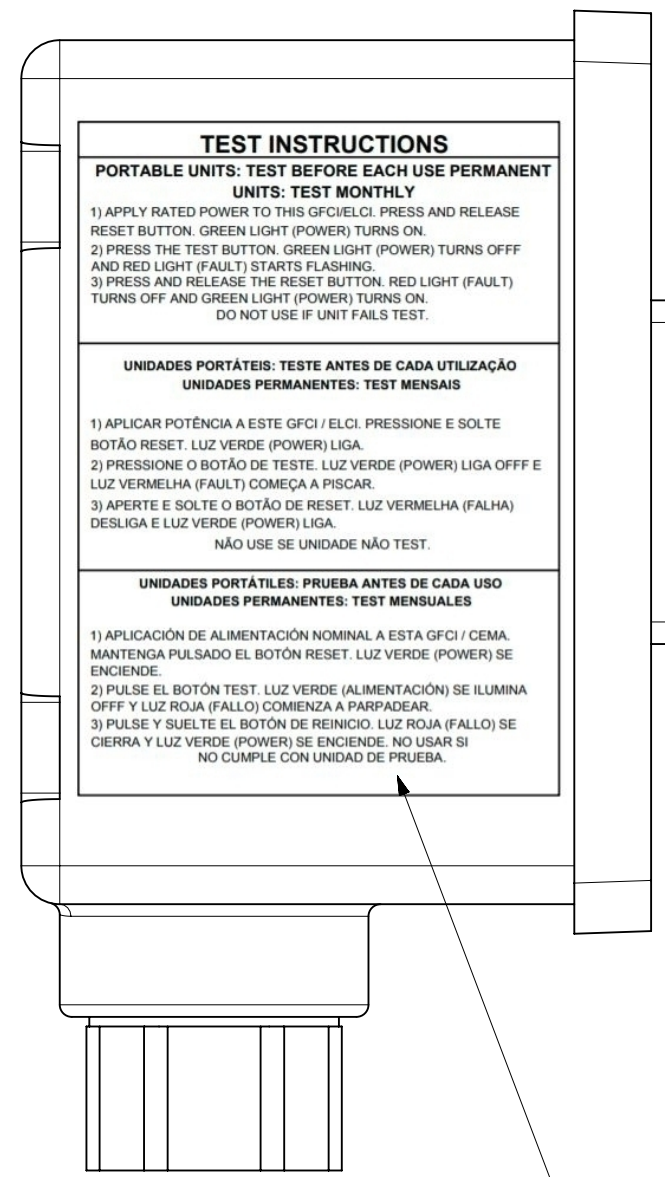 TEST INSTRUCTIONS
PORTABLE UNITS: TEST BEFORE EACH USE PERMANENT
UNITS: TEST MONTHLY
1) APPLY RATED POWER TO THIS GFCI/ELCI. PRESS AND RELEASE
RESET BUTTON. GREEN LIGHT (POWER) TURNS ON.
2) PRESS THE TEST BUTTON. GREEN LIGHT (POWER) TURNS OFFF
AND RED LIGHT (FAULT) STARTS FLASHING.
3) PRESS AND RELEASE THE RESET BUTTON. RED LIGHT (FAULT)
TURNS OFF AND GREEN LIGHT (POWER) TURNS ON.
DO NOT USE IF UNIT FAILS TEST.
UNIDADES PORTÁTEIS: TESTE ANTES DE CADA UTILIZAÇÃO
UNIDADES PERMANENTES: TEST MENSAIS
1) APLICAR POTÊNCIA A ESTE GFCI / ELCI. PRESSIONE E SOLTE
BOTÃO RESET. LUZ VERDE (POWER) LIGA.
2) PRESSIONE O BOTÃO DE TESTE. LUZ VERDE (POWER) LIGA OFFF E
LUZ VERMELHA (FAULT) COMEÇA A PISCAR.
3) APERTE E SOLTE O BOTÃO DE RESET. LUZ VERMELHA (FALHA)
DESLIGA E LUZ VERDE (POWER) LIGA.
NÃO USE SE UNIDADE NÃO TEST.
UNIDADES PORTÁTILES: PRUEBA ANTES DE CADA USO
UNIDADES PERMANENTES: TEST MENSUALES
1) APLICACIÓN DE ALIMENTACIÓN NOMINAL A ESTA GFCI / CEMA.
MANTENGA PULSADO EL BOTÓN RESET. LUZ VERDE (POWER) SE
ENCIENDE.
2) PULSE EL BOTÓN TEST. LUZ VERDE (ALIMENTACIÓN) SE ILUMINA
OFFF Y LUZ ROJA (FALLO) COMIENZA A PARPADEAR.
3) PULSE Y SUELTE EL BOTÓN DE REINICIO. LUZ ROJA (FALLO) SE
CIERRA Y LUZ VERDE (POWER) SE ENCIENDE. NO USAR SI
NO CUMPLE CON UNIDAD DE PRUEBA.